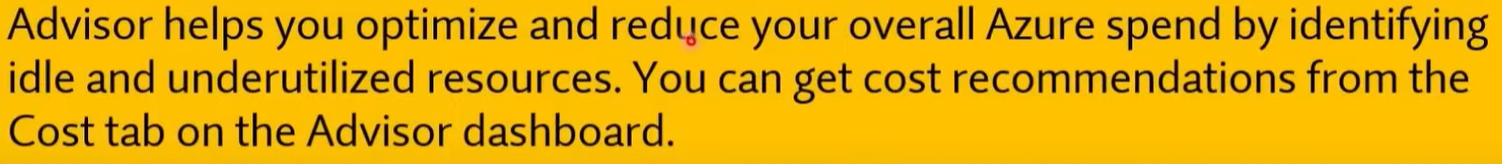 Advisor helps you optimize and reduce your overall Azure spend by identifying
idle and underutilized resources. You can get cost recommendations from the
Cost tab on the Advisor dashboard.